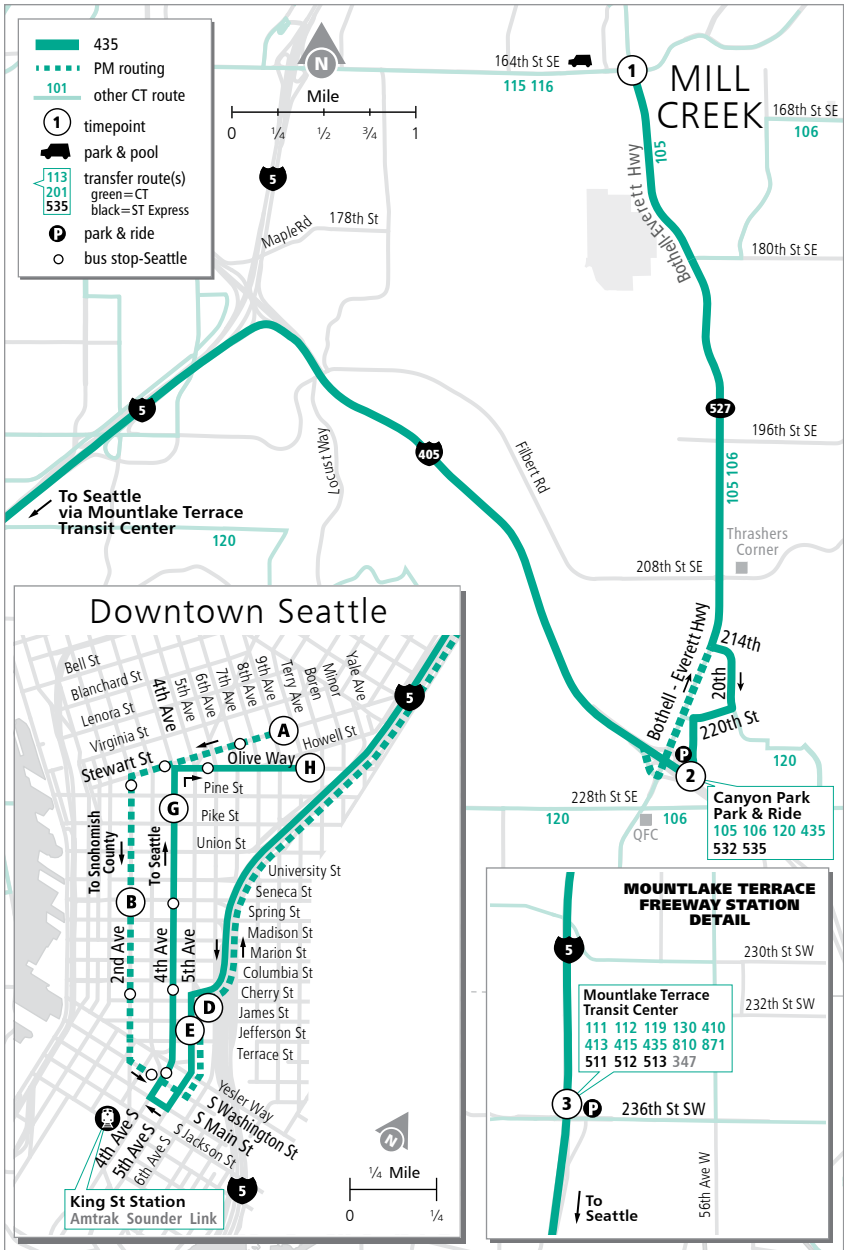 435
PM routing
101
other CT route
1
timepoint
park & pool
113
201
535
transfer route(s)
green=CT
black=ST Express
P
park & ride
bus stop-Seattle
N
Mile
0 ¼ ½ ¾ 1
5
MapleRd
178th St
164th St SE
115 116
1
MILL
CREEK
168th St SE
106
105
Bothell-Everett Hwy
180th St SE
527
196th St SE
105 106
5
405
Filbert Rd
Locust Way
To Seattle
via Mountlake Terrace
Transit Center
120
Thrashers
Corner
208th St SE
Bothell - Everett Hwy
214th
20th
220th St
P
2
120
228th St SE
120
106
QFC
Canyon Park
Park & Ride
105 106 120 435
532 535
Downtown Seattle
Bell St
Blanchard St
Lenora St
Virginia St
Stewart St
4th Ave
5th Ave
6th Ave
7th Ave
8th Ave
9th Ave
Terry Ave
Boren
Minor
Yale Ave
5
A
Howell St
Olive Way
H
Pine St
G
Pike St
Union St
To Snohomish
County
To Seattle
University St
Seneca St
Spring St
Madison St
Marion St
Columbia St
Cherry St
James St
Jefferson St
Terrace St
B
2nd Ave
4th Ave
5th Ave
D
E
Yesler Way
S Washington St
S Main St
S Jackson St
4th Ave S
5th Ave S
6th Ave S
5
King St Station
Amtrak Sounder Link
N
¼ Mile
0 ¼
MOUNTLAKE TERRACE
FREEWAY STATION
DETAIL
5
230th St SW
232th St SW
Mountlake Terrace
Transit Center
111 112 119 130 410
413 415 435 810 871
511 512 513 347
3
P
236th St SW
56th Ave W
To
Seattle